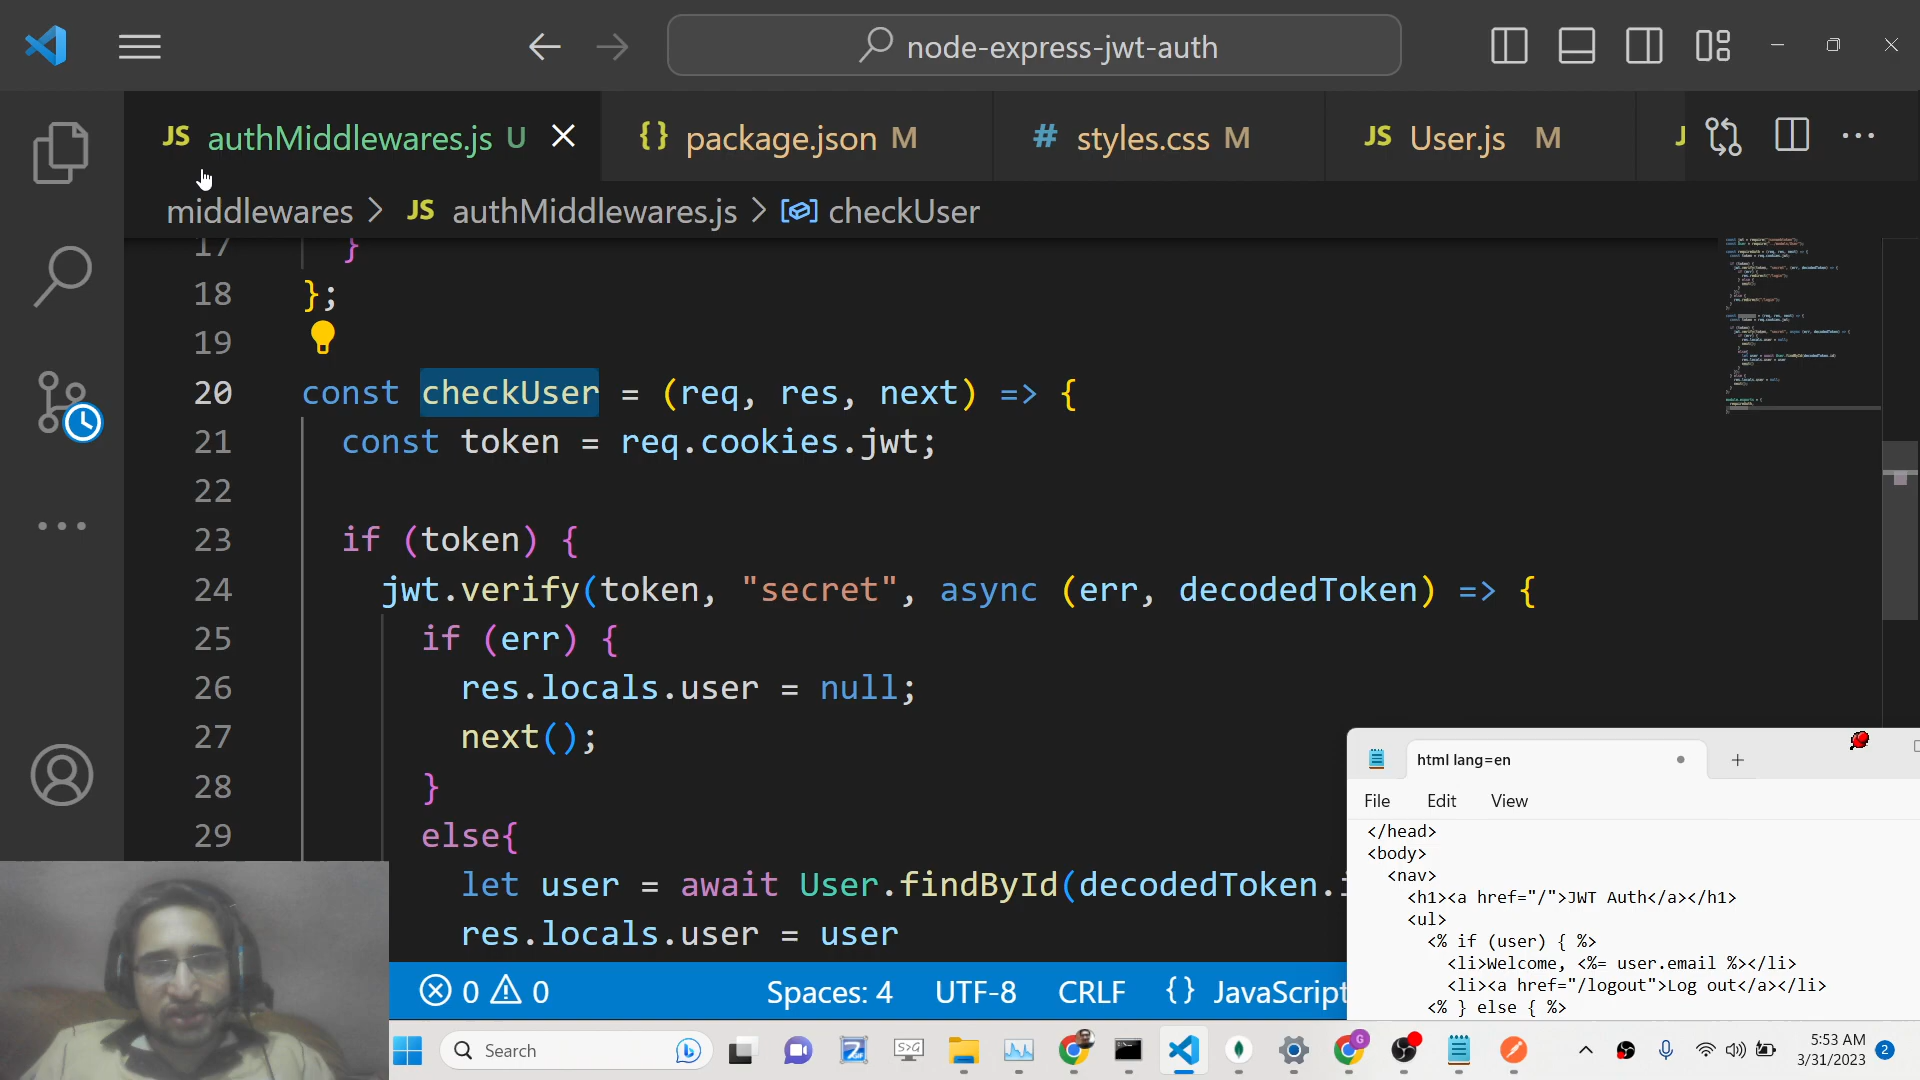 node-express-jwt-auth
JS authMiddlewares.js U
{} package.json M
# styles.css M
JS User.js M
middlewares > JS authMiddlewares.js > checkUser
17 }
18 };
19
20 const checkUser = (req, res, next) => {
21 const token = req.cookies.jwt;
22
23 if (token) {
24 jwt.verify(token, "secret", async (err, decodedToken) => {
25 if (err) {
26 res.locals.user = null;
27 next();
28 }
29 else{
let user = await User.findById(decodedToken.i
res.locals.user = user
0 0
Spaces: 4 UTF-8 CRLF {} JavaScript
html lang=en
File Edit View
</head>
<body>
<nav>
<h1><a href="/">JWT Auth</a></h1>
<ul>
<% if (user) { %>
<li>Welcome, <%= user.email %></li>
<li><a href="/logout">Log out</a></li>
<% } else { %>
Search
5:53 AM
3/31/2023
2